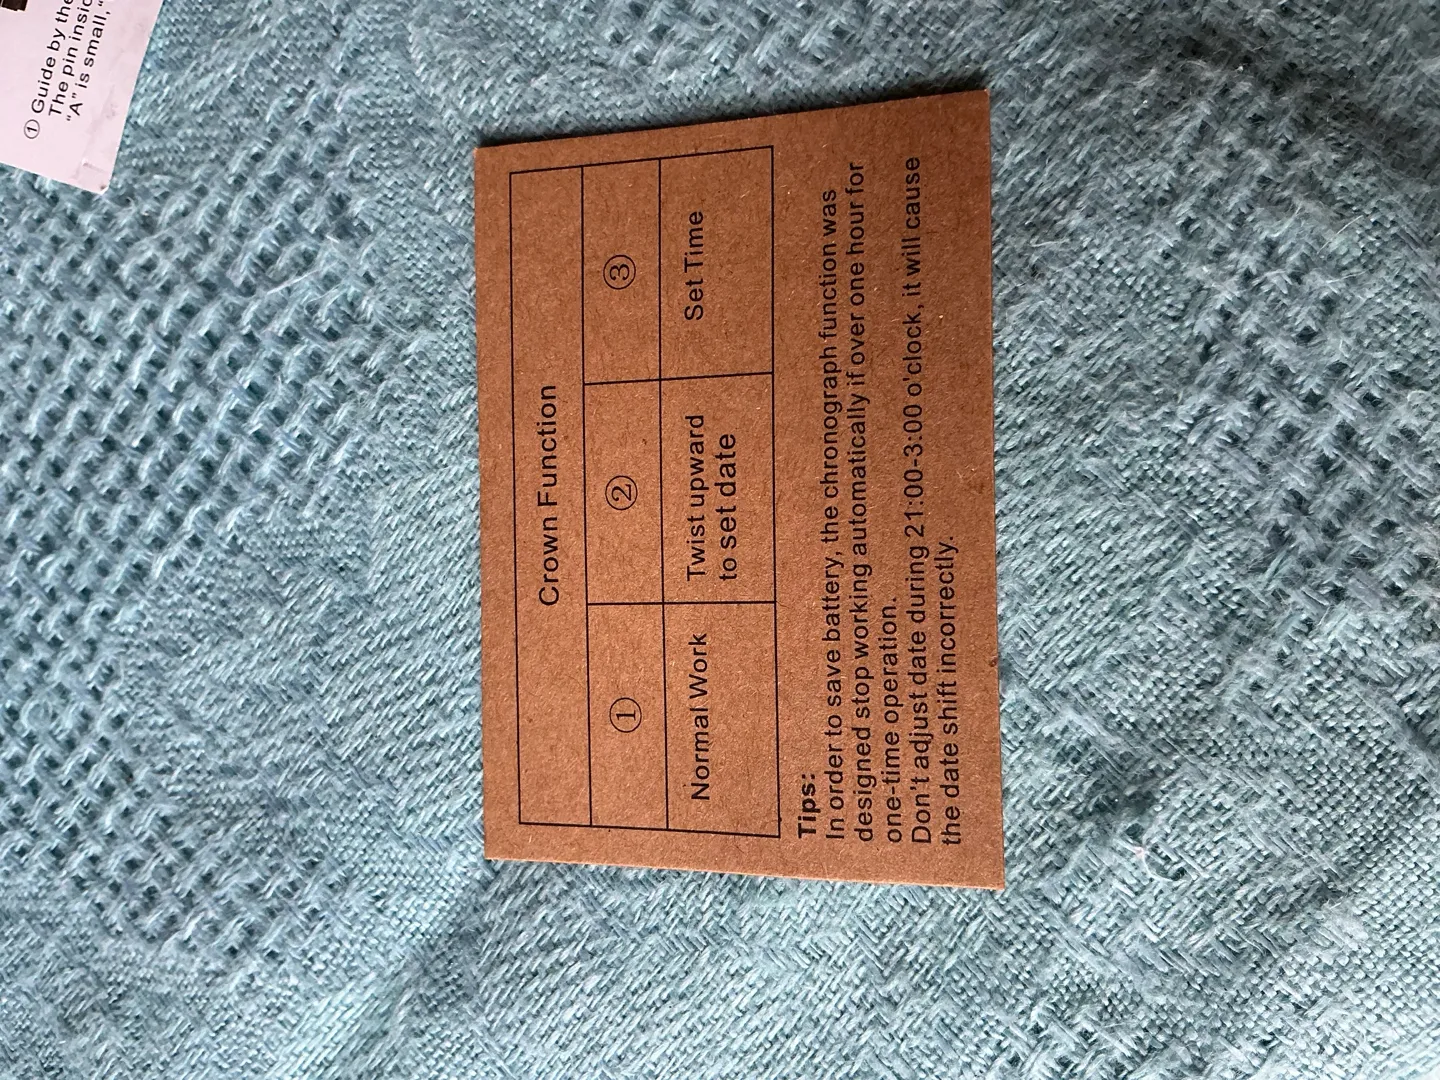 ① Guide by the
The pin insid
"A" is small, "
Crown Function
① ② ③
Normal Work Twist upward Set Time
to set date
Tips:
In order to save battery, the chronograph function was
designed stop working automatically if over one hour for
one-time operation.
Don't adjust date during 21:00-3:00 o'clock, it will cause
the date shift incorrectly.